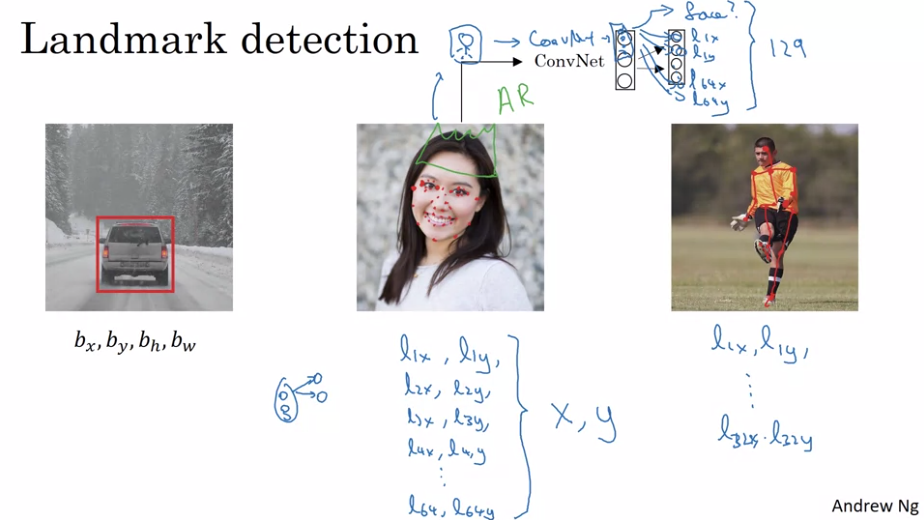 Landmark detection
ConvNet
face?
l1x
l1y
l64x
l64y
129
ConvNet
AR
bx, by, bh, bw
l1x, l1y,
l2x, l2y,
l3x, l3y,
l4x, l4y
⋮
l64, l64y
x, y
l1x, l1y,
⋮
l32x, l32y
Andrew Ng